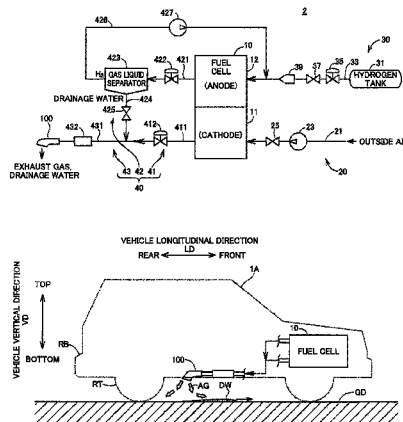 2
426
427
10
FUEL
CELL
(ANODE)
12
30
423
422
421
H₂
GAS LIQUID
SEPARATOR
424
DRAINAGE WATER
425
39
37
35
33
31
HYDRIGEN
TANK
11
(CATHODE)
100
432
431
412
411
25
23
21
OUTSIDE AI
EXHAUST GAS,
DRAINAGE WATER
43
42
41
40
20
VEHICLE LONGITUDINAL DIRECTION
LD
REAR
FRONT
VEHICLE VERTICAL DIRECTION
VD
TOP
BOTTOM
1A
RB
10
FUEL CELL
100
AG
DW
RT
GD